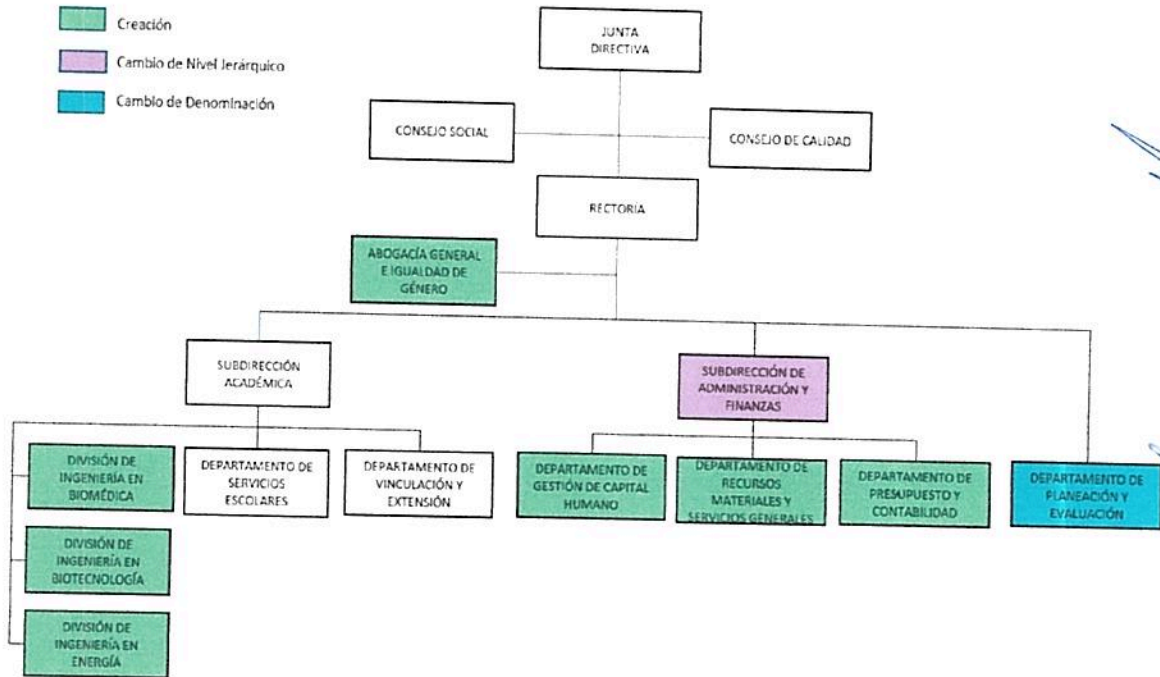 Creación
Cambio de Nivel Jerárquico
Cambio de Denominación
JUNTA
DIRECTIVA
CONSEJO SOCIAL
CONSEJO DE CALIDAD
RECTORIA
ABOGACÍA GENERAL
E IGUALDAD DE
GÉNERO
SUBDIRECCIÓN
ACADÉMICA
SUBDIRECCIÓN DE
ADMINISTRACIÓN Y
FINANZAS
DIVISIÓN DE
INGENIERÍA EN
BIOMÉDICA
DEPARTAMENTO DE
SERVICIOS
ESCOLARES
DEPARTAMENTO DE
VINCULACIÓN Y
EXTENSIÓN
DEPARTAMENTO DE
GESTIÓN DE CAPITAL
HUMANO
DEPARTAMENTO DE
RECURSOS
MATERIALES Y
SERVICIOS GENERALES
DEPARTAMENTO DE
PRESUPUESTO Y
CONTABILIDAD
DEPARTAMENTO DE
PLANEACIÓN Y
EVALUACIÓN
DIVISIÓN DE
INGENIERÍA EN
BIOTECNOLOGÍA
DIVISIÓN DE
INGENIERÍA EN
ENERGÍA